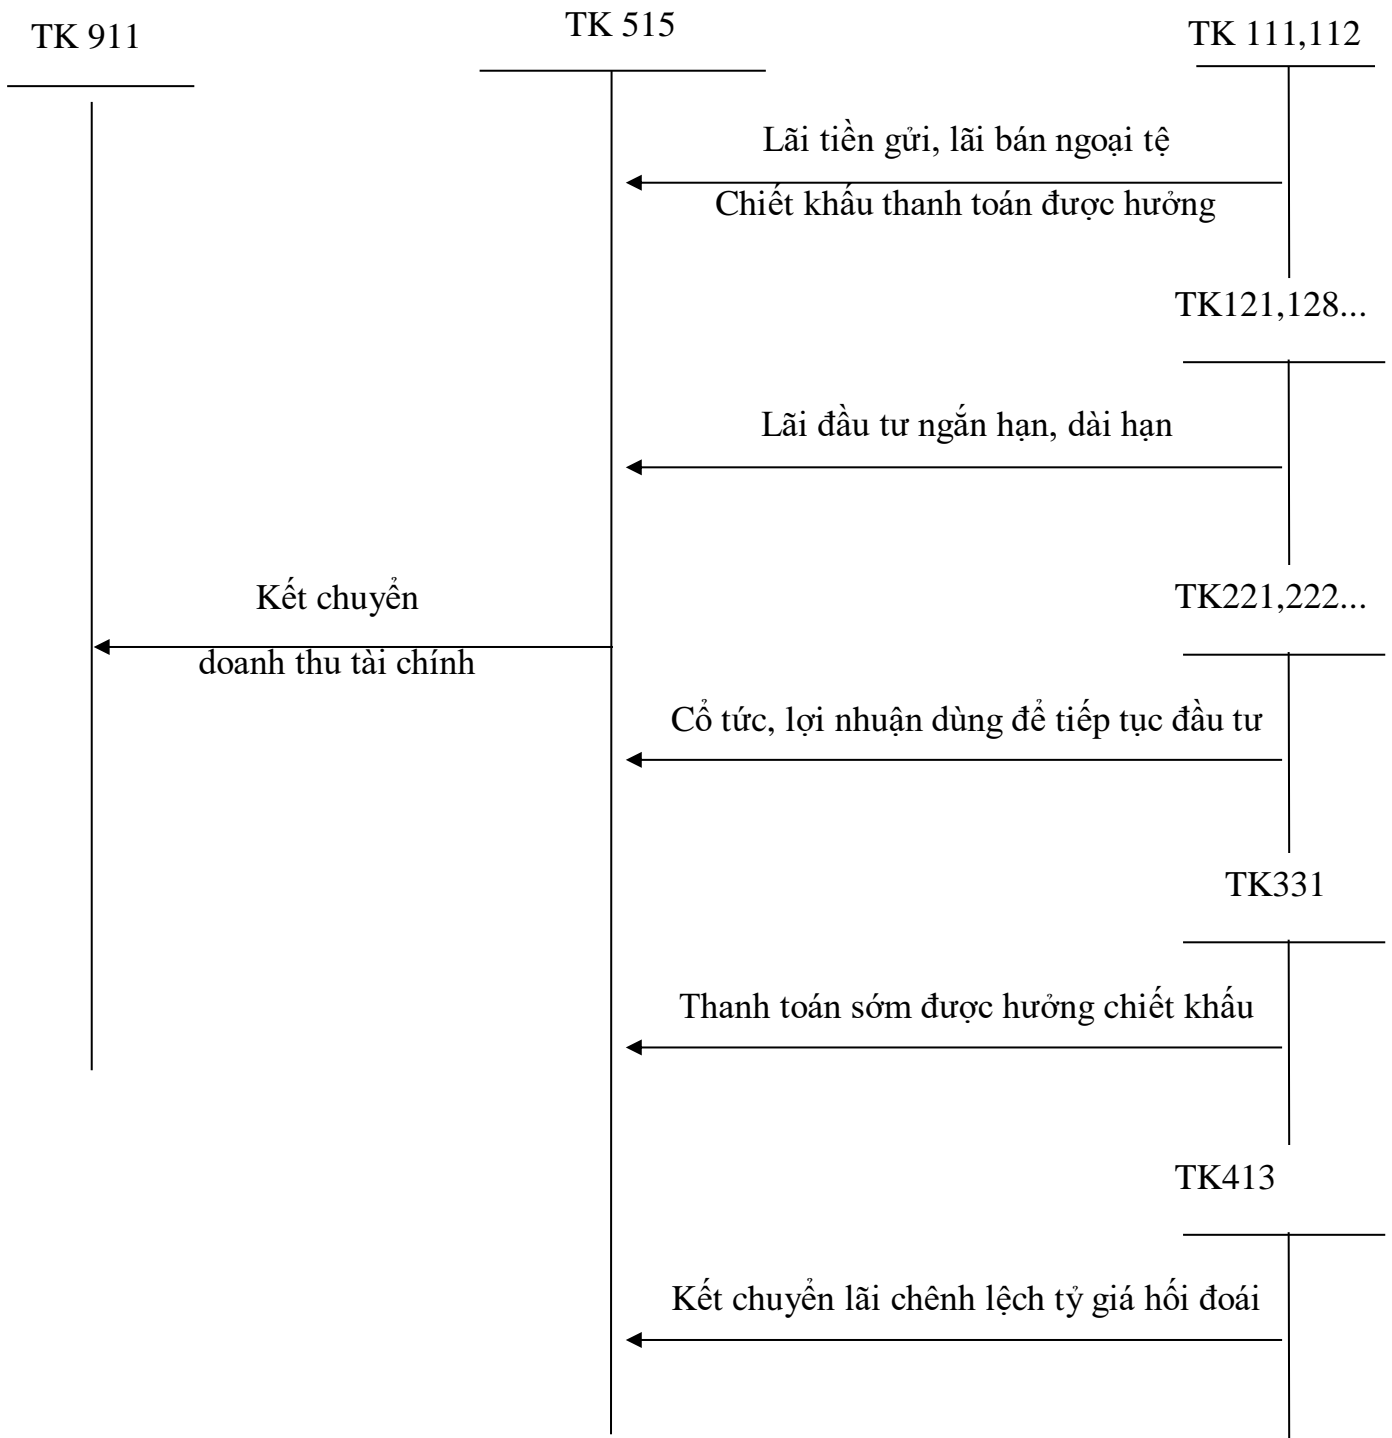 TK 911
TK 515
TK 111,112
Lãi tiền gửi, lãi bán ngoại tệ
Chiết khấu thanh toán được hưởng
TK121,128...
Lãi đầu tư ngắn hạn, dài hạn
Kết chuyển
doanh thu tài chính
TK221,222...
Cổ tức, lợi nhuận dùng để tiếp tục đầu tư
TK331
Thanh toán sớm được hưởng chiết khấu
TK413
Kết chuyển lãi chênh lệch tỷ giá hối đoái